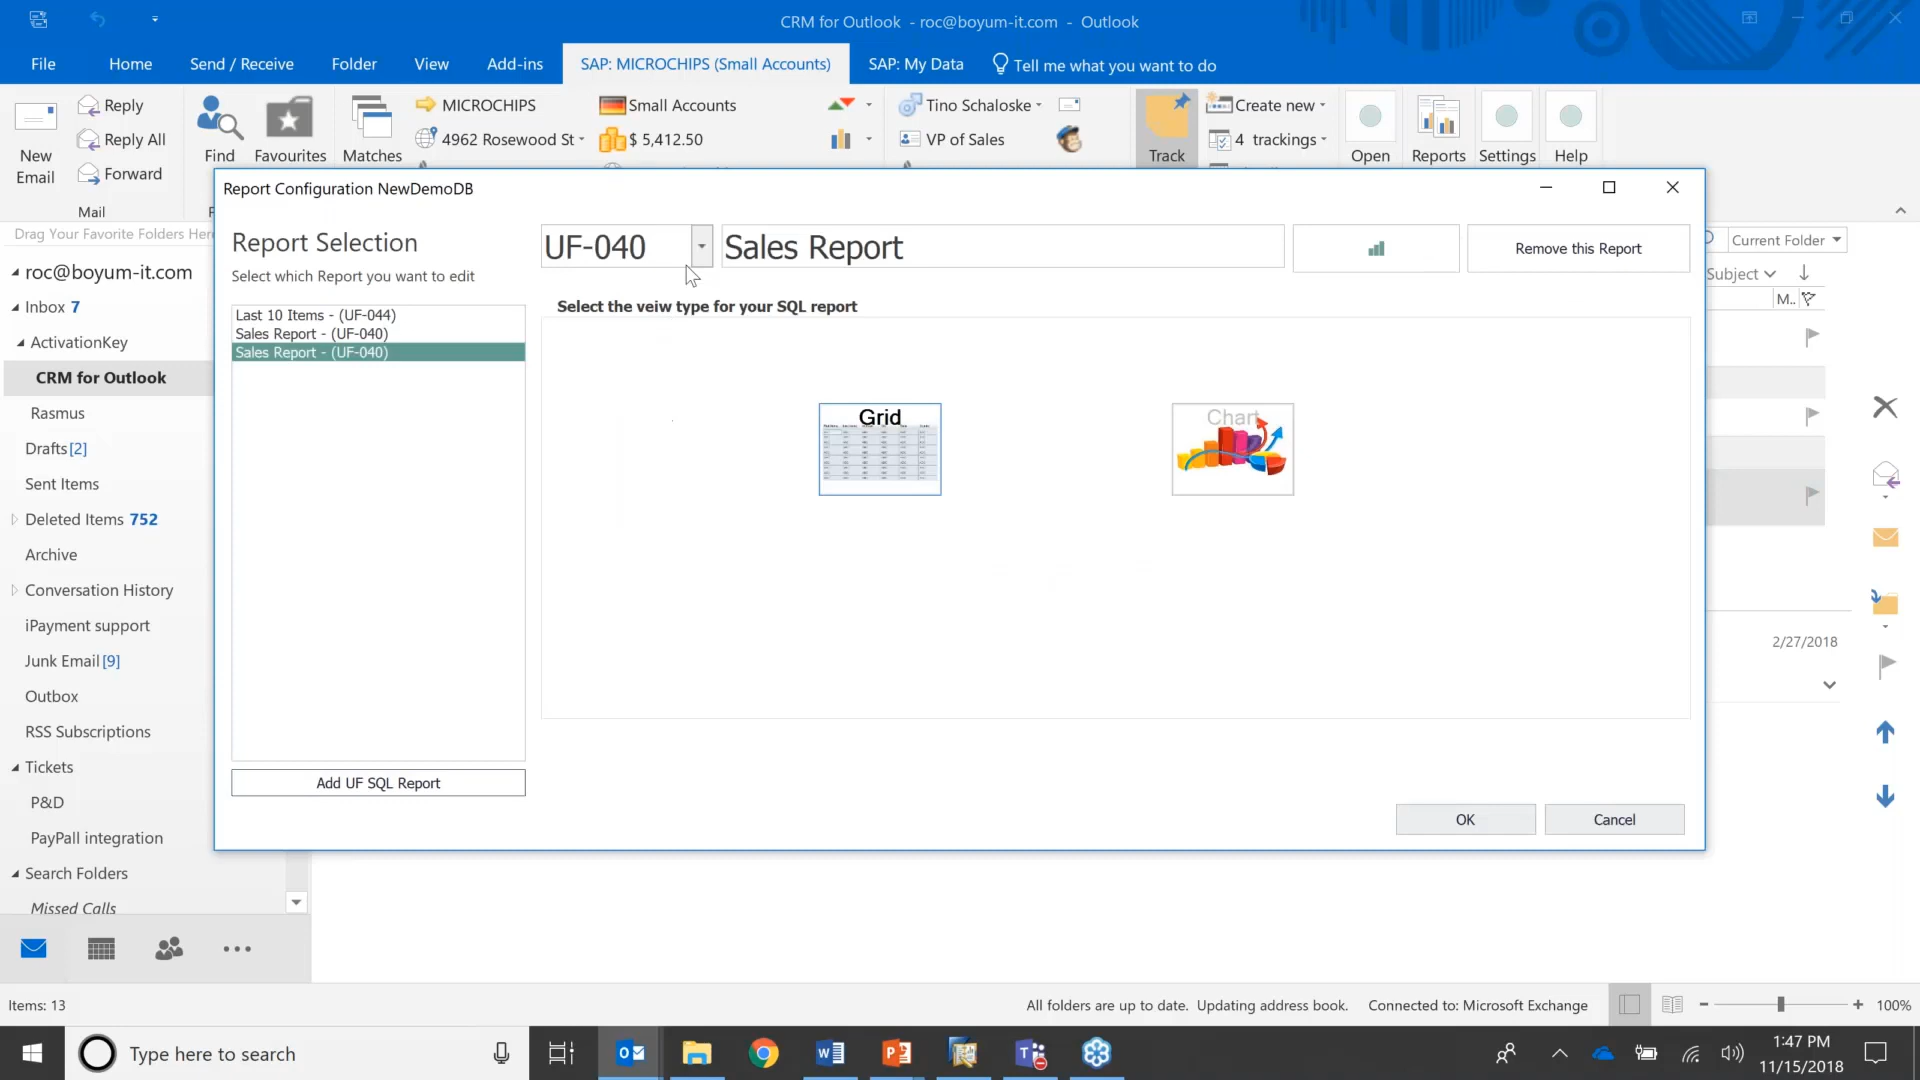 CRM for Outlook - roc@boyum-it.com - Outlook
File Home Send / Receive Folder View Add-ins SAP: MICROCHIPS (Small Accounts) SAP: My Data Tell me what you want to do
New Email
Reply
Reply All
Forward
Mail
Find
Favourites
Matches
MICROCHIPS
4962 Rosewood St
Small Accounts
$ 5,412.50
Tino Schaloske
VP of Sales
Track
Create new
4 trackings
Open
Reports
Settings
Help
Drag Your Favorite Folders Here
roc@boyum-it.com
Inbox 7
ActivationKey
CRM for Outlook
Rasmus
Drafts [2]
Sent Items
Deleted Items 752
Archive
Conversation History
iPayment support
Junk Email [9]
Outbox
RSS Subscriptions
Tickets
P&D
PayPall integration
Search Folders
Missed Calls
Report Configuration NewDemoDB
Report Selection
Select which Report you want to edit
Last 10 Items - (UF-044)
Sales Report - (UF-040)
Sales Report - (UF-040)
Add UF SQL Report
UF-040
Sales Report
Remove this Report
Select the veiw type for your SQL report
Grid
Chart
OK
Cancel
Current Folder
Subject
M..
2/27/2018
Items: 13
All folders are up to date. Updating address book. Connected to: Microsoft Exchange
100%
Type here to search
1:47 PM
11/15/2018